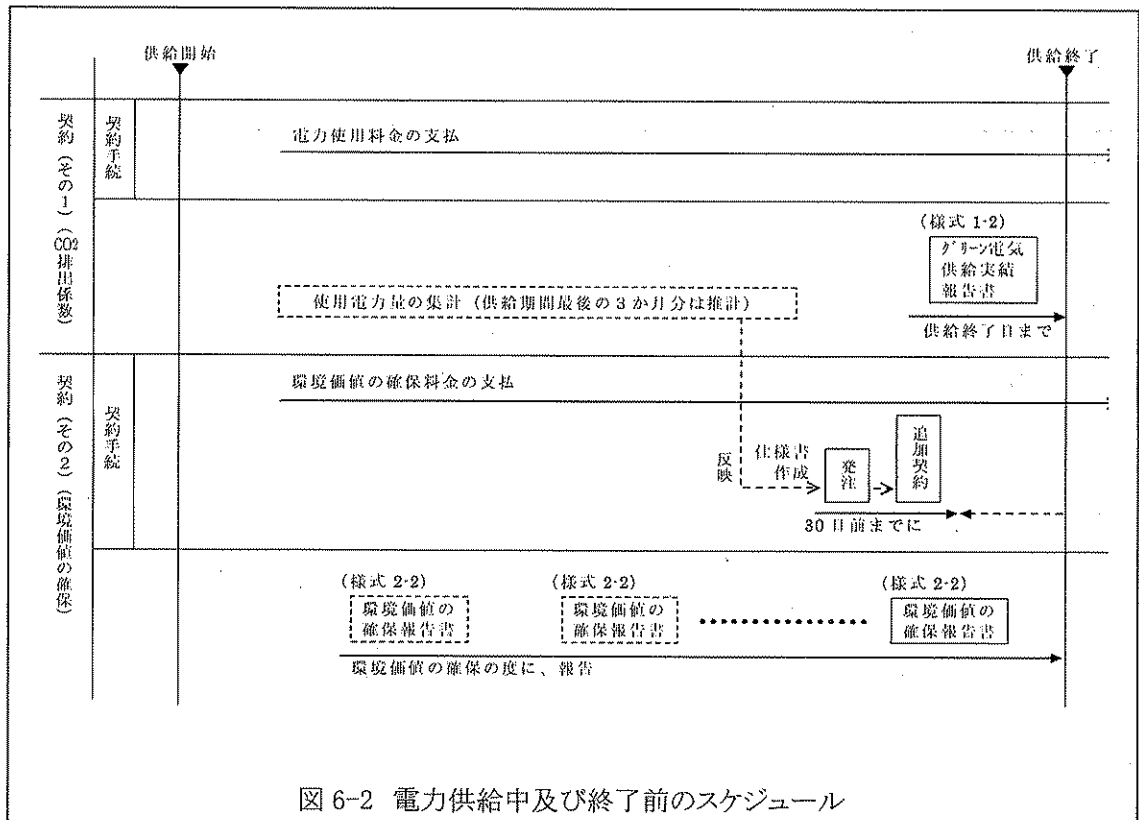 供給開始
供給終了
契約（その1）（CO2排出係数）
契約手続
電力使用料金の支払
(様式 1-2)
グリーン電気
供給実績
報告書
使用電力量の集計（供給期間最後の3か月分は推計）
供給終了日まで
契約（その2）（環境価値の確保）
契約手続
環境価値の確保料金の支払
反映
仕様書
作成
発注
追加契約
30日前までに
(様式 2-2)
環境価値の
確保報告書
(様式 2-2)
環境価値の
確保報告書
(様式 2-2)
環境価値の
確保報告書
環境価値の確保の度に、報告
図 6-2 電力供給中及び終了前のスケジュール